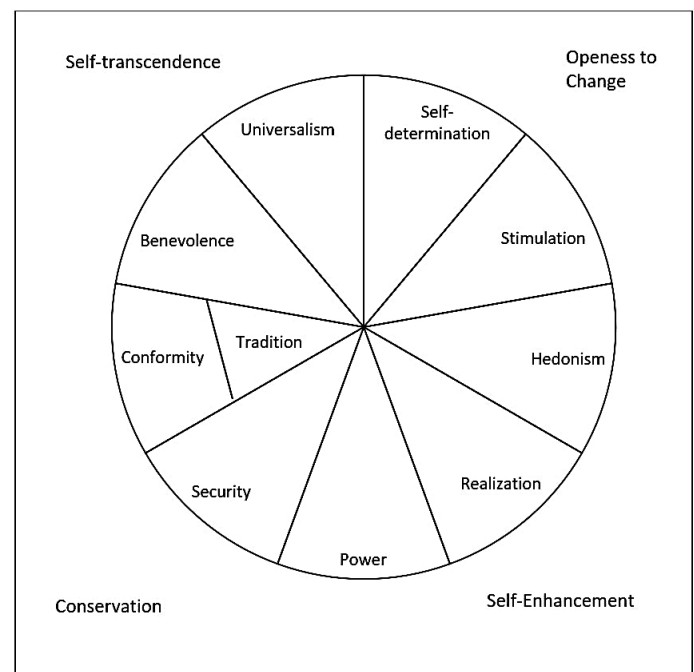 Self-transcendence
Openess to
Change
Universalism
Self-
determination
Benevolence
Stimulation
Conformity
Tradition
Hedonism
Security
Realization
Power
Conservation
Self-Enhancement